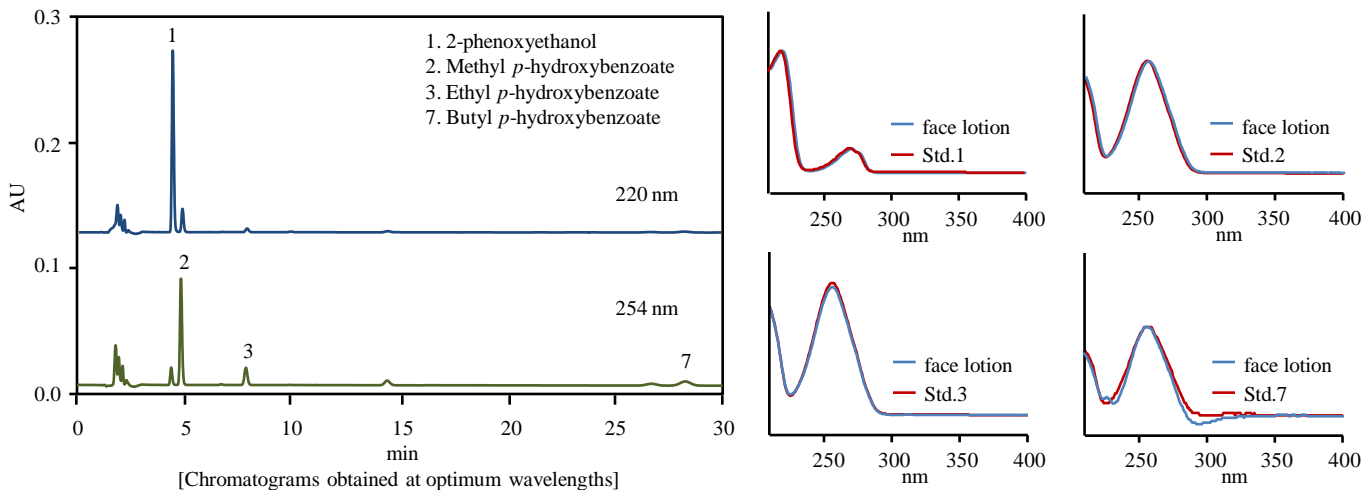 0.3
0.2
0.1
0.0
AU
1
1. 2-phenoxyethanol
2. Methyl p-hydroxybenzoate
3. Ethyl p-hydroxybenzoate
7. Butyl p-hydroxybenzoate
220 nm
2
254 nm
3
7
0 5 10 15 20 25 30
min
[Chromatograms obtained at optimum wavelengths]
face lotion
Std.1
250 300 350 400
nm
face lotion
Std.2
250 300 350 400
nm
face lotion
Std.3
250 300 350 400
nm
face lotion
Std.7
250 300 350 400
nm